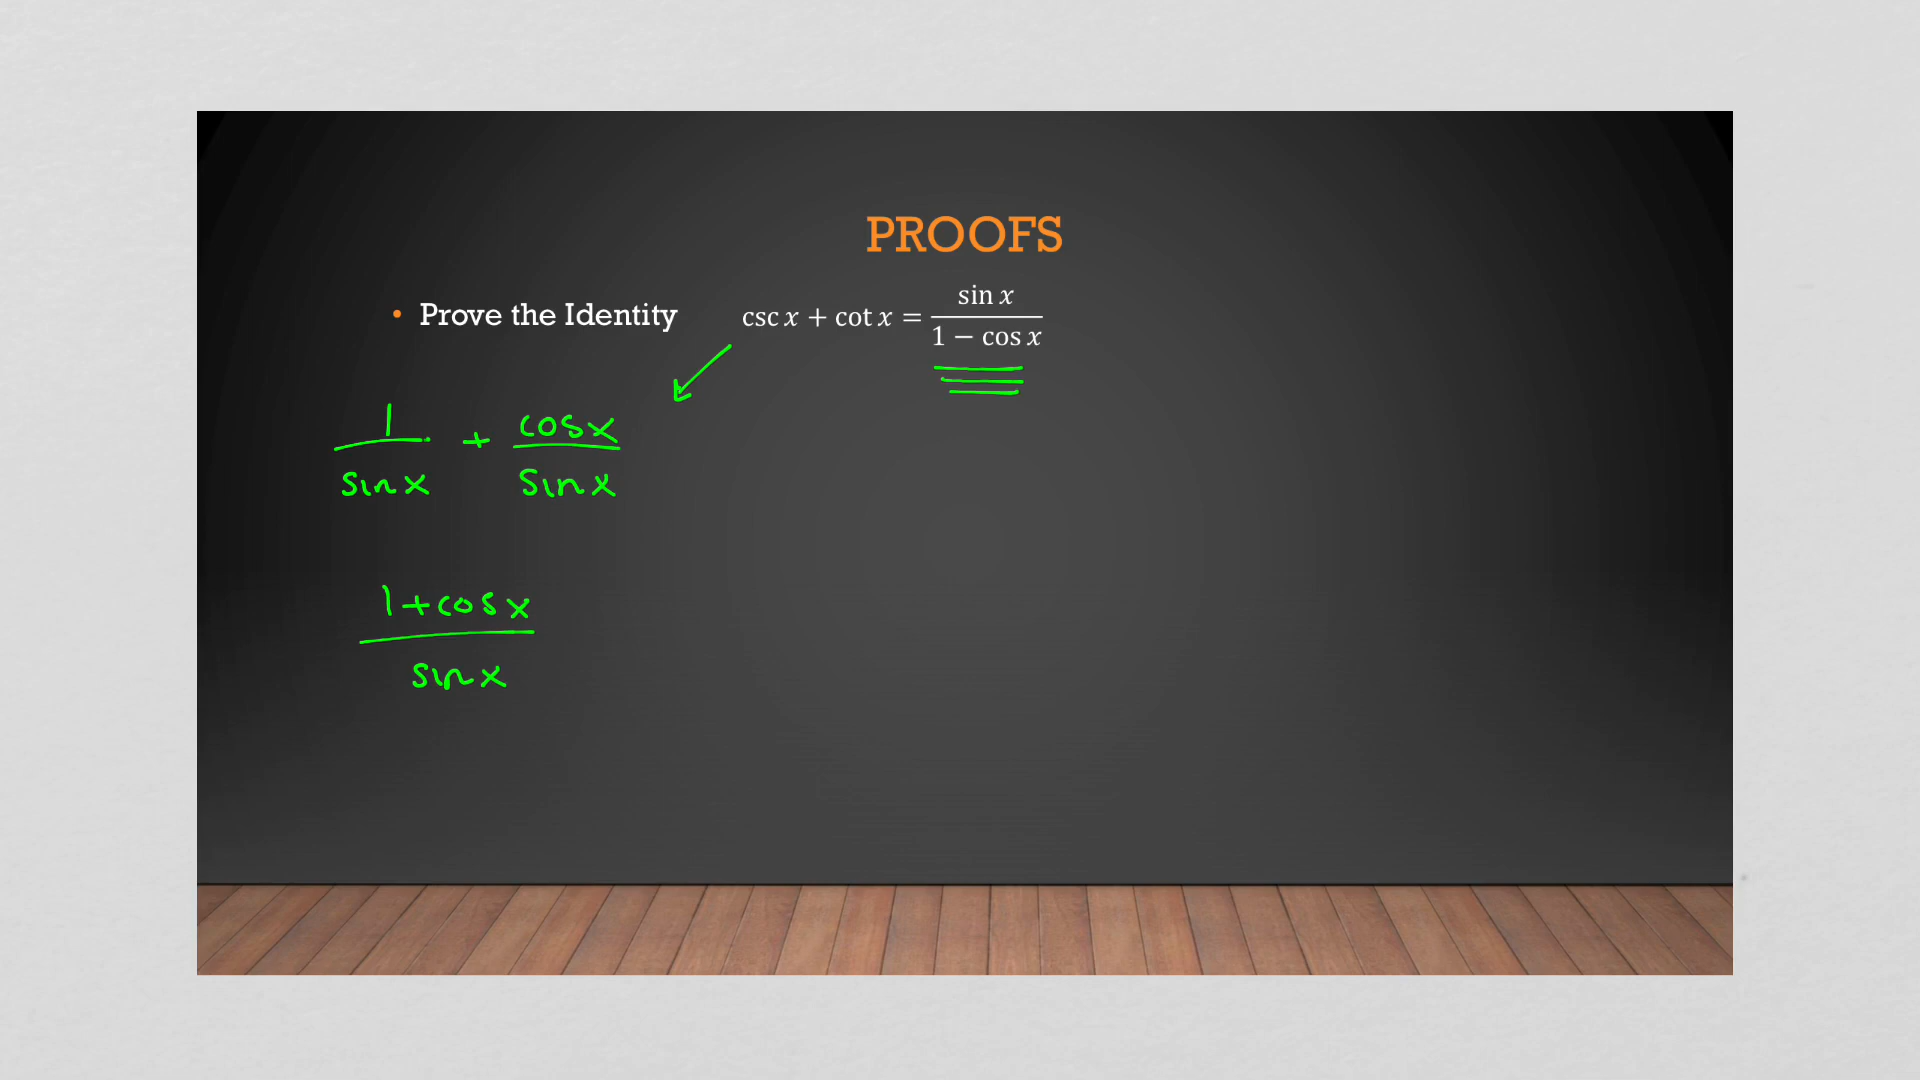 PROOFS
• Prove the Identity csc x + cot x = sin x / 1 − cos x
1 / sin x + cos x / sin x
1 + cos x / sin x